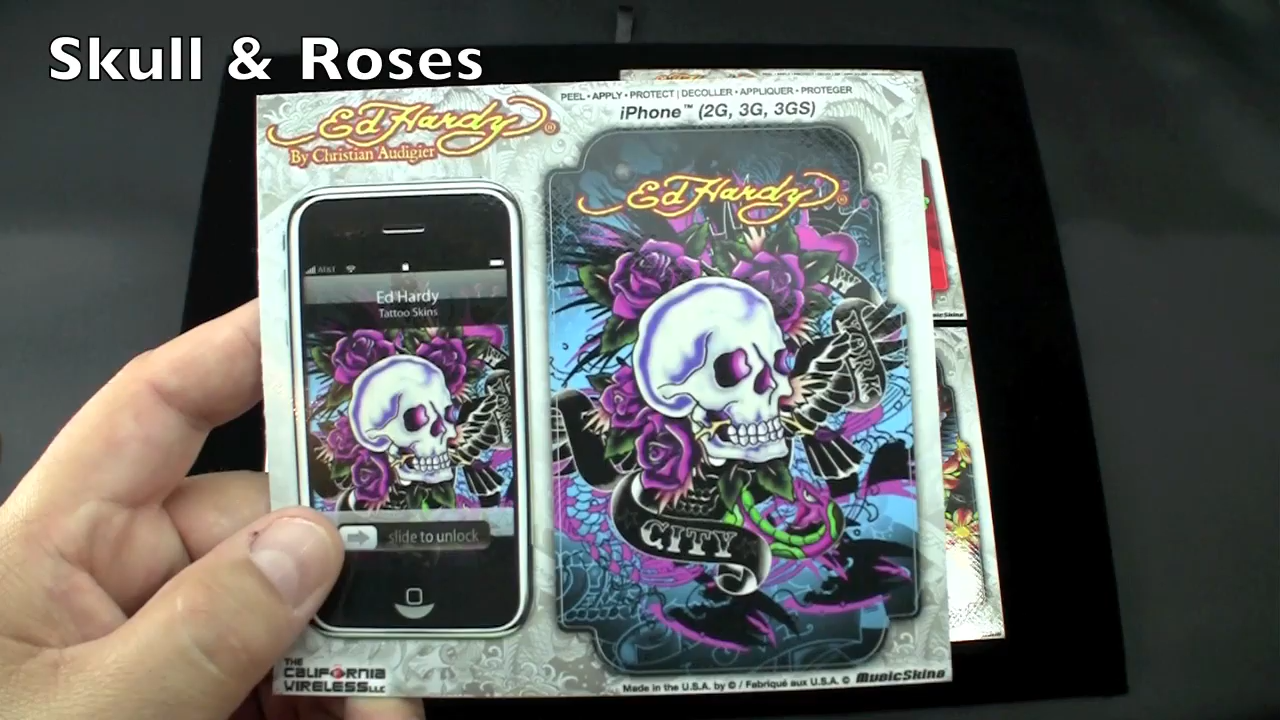 Skull & Roses
PEEL • APPLY • PROTECT | DECOLLER • APPLIQUER • PROTEGER
iPhone™ (2G, 3G, 3GS)
Ed Hardy ®
By Christian Audigier
Ed Hardy ®
AT&T
Ed Hardy
Tattoo Skins
YORK
CITY
slide to unlock
THE
CALIFORNIA
WIRELESS LLC
Made in the U.S.A. by © / Fabriqué aux U.S.A. © MusicSkins